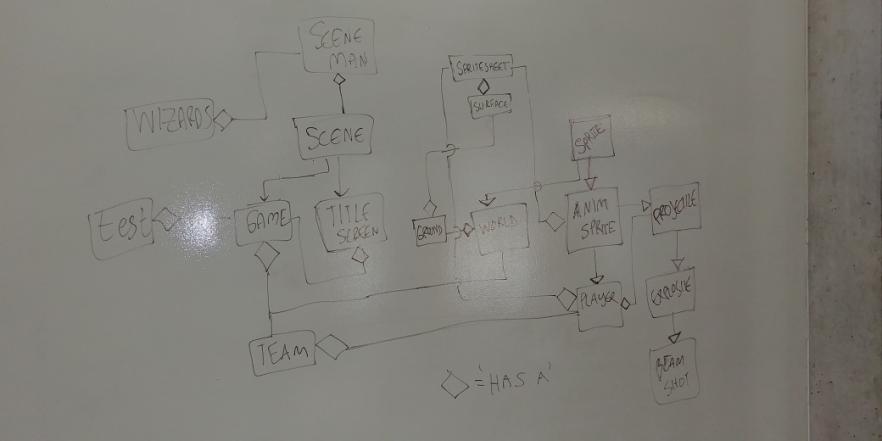 SCENE
MAN
SPRITESHEET
SURFACE
WIZARDS
SCENE
SPRITE
test
GAME
TITLE
SCREEN
GROUND
WORLD
ANIM
SPRITE
PROJECTILE
PLAYER
EXPLOSIVE
TEAM
BEAM
SHOT
= 'HAS A'